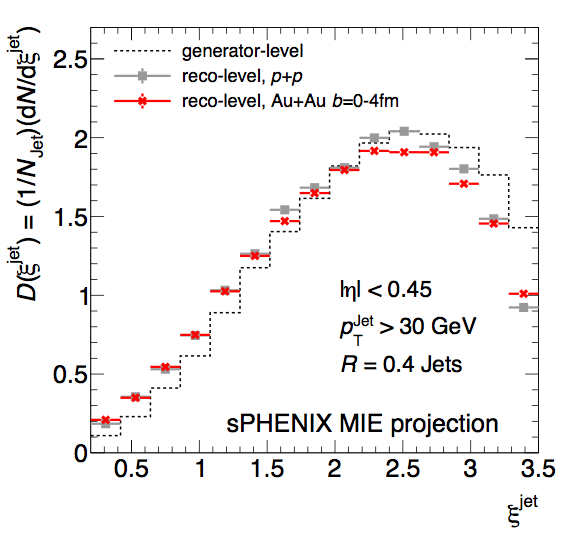 D(ξ^jet) = (1/N_Jet)(dN/dξ^jet)
2.5
2
1.5
1
0.5
0
generator-level
reco-level, p+p
reco-level, Au+Au b=0-4fm
|η| < 0.45
p_T^Jet > 30 GeV
R = 0.4 Jets
sPHENIX MIE projection
0.5 1 1.5 2 2.5 3 3.5
ξ^jet